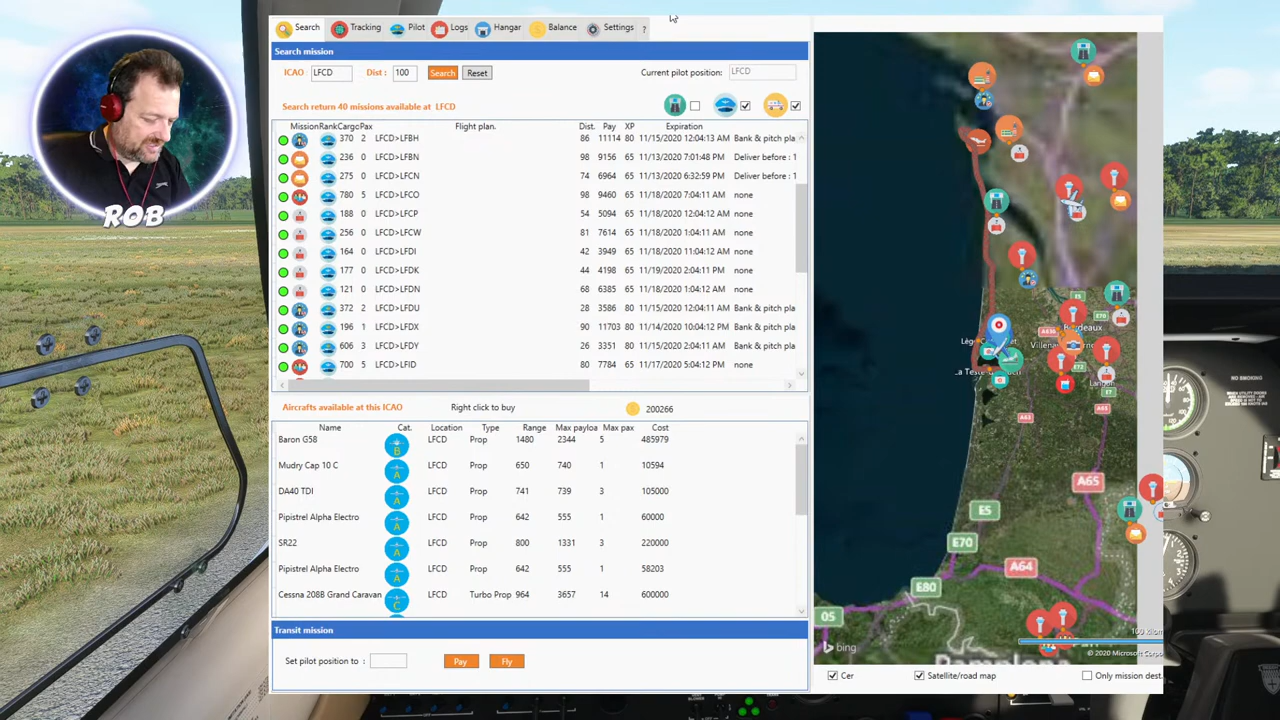 Search Tracking Pilot Logs Hangar Balance Settings ?
Search mission
ICAO LFCD Dist : 100 Search Reset Current pilot position: LFCD
Search return 40 missions available at LFCD
Mission Rank Cargo Pax Flight plan. Dist. Pay XP Expiration
370 2 LFCD>LFBH 86 11114 80 11/15/2020 12:04:13 AM Bank & pitch pla
236 0 LFCD>LFBN 98 9156 65 11/13/2020 7:01:48 PM Deliver before : 1
275 0 LFCD>LFCN 74 6964 65 11/13/2020 6:32:59 PM Deliver before : 1
780 5 LFCD>LFCO 98 9460 65 11/18/2020 7:04:11 AM none
188 0 LFCD>LFCP 54 5094 65 11/18/2020 12:04:12 AM none
256 0 LFCD>LFCW 81 7614 65 11/18/2020 1:04:11 AM none
164 0 LFCD>LFDI 42 3949 65 11/18/2020 11:04:12 AM none
177 0 LFCD>LFDK 44 4198 65 11/19/2020 2:04:11 PM none
121 0 LFCD>LFDN 68 6385 65 11/18/2020 12:04:12 AM none
372 2 LFCD>LFDU 28 3586 80 11/15/2020 12:04:11 AM Bank & pitch pla
196 1 LFCD>LFDX 90 11703 80 11/14/2020 10:04:12 PM Bank & pitch pla
606 3 LFCD>LFDY 26 3351 80 11/15/2020 2:04:11 AM Bank & pitch pla
700 5 LFCD>LFID 80 7784 65 11/17/2020 5:04:12 PM none
Aircrafts available at this ICAO Right click to buy 200266
Name Cat. Location Type Range Max payloa Max pax Cost
Baron G58 B LFCD Prop 1480 2344 5 485979
Mudry Cap 10 C A LFCD Prop 650 740 1 10594
DA40 TDI A LFCD Prop 741 739 3 105000
Pipistrel Alpha Electro A LFCD Prop 642 555 1 60000
SR22 A LFCD Prop 800 1331 3 220000
Pipistrel Alpha Electro A LFCD Prop 642 555 1 58203
Cessna 208B Grand Caravan C LFCD Turbo Prop 964 3657 14 600000
Transit mission
Set pilot position to : Pay Fly
ROB
E5
E70
Bordeaux
A63
Langon
A65
E5
E70
A64
E80
05
100 Kilom
bing
© 2020 Microsoft Corpo
Cer Satellite/road map Only mission dest.
NO SMOKING